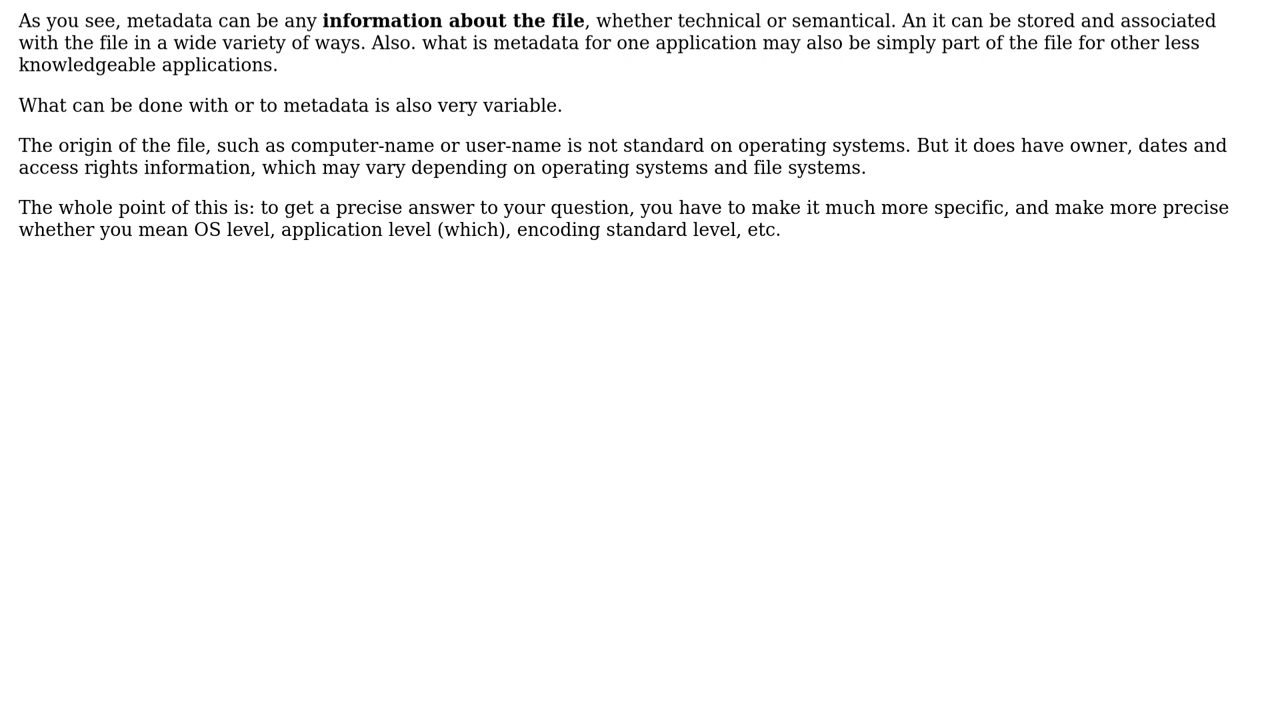 As you see, metadata can be any information about the file, whether technical or semantical. An it can be stored and associated
with the file in a wide variety of ways. Also. what is metadata for one application may also be simply part of the file for other less
knowledgeable applications.
What can be done with or to metadata is also very variable.
The origin of the file, such as computer-name or user-name is not standard on operating systems. But it does have owner, dates and
access rights information, which may vary depending on operating systems and file systems.
The whole point of this is: to get a precise answer to your question, you have to make it much more specific, and make more precise
whether you mean OS level, application level (which), encoding standard level, etc.